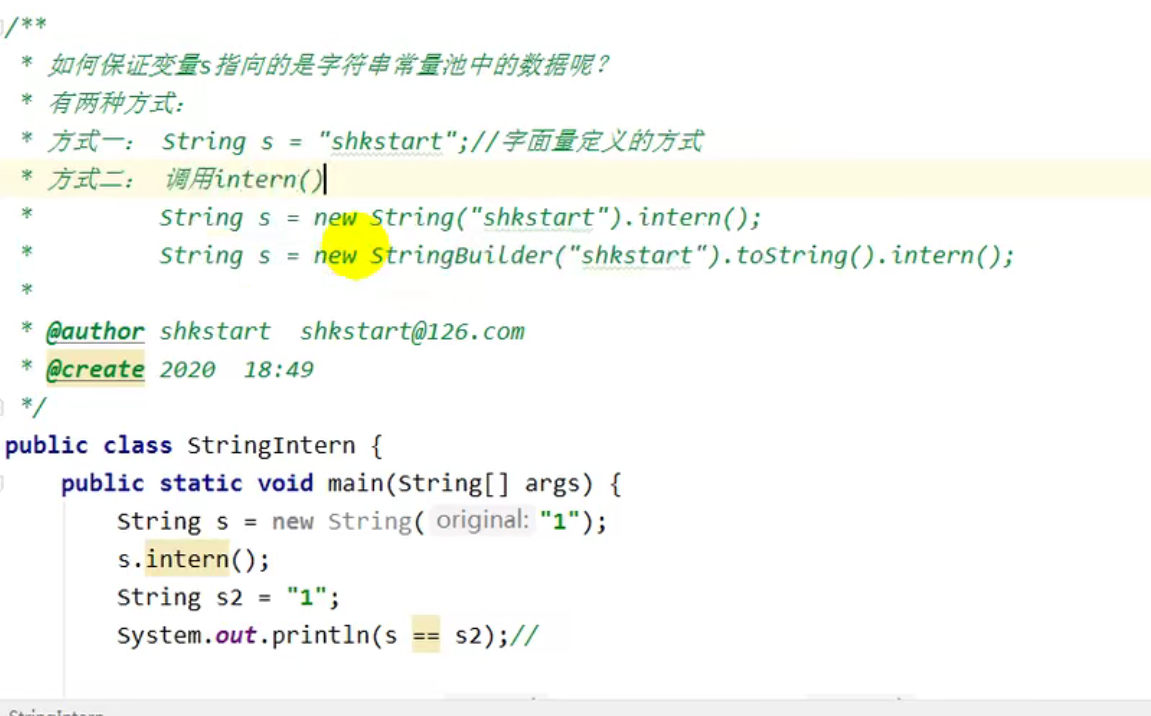 /**
* 如何保证变量s指向的是字符串常量池中的数据呢？
* 有两种方式：
* 方式一： String s = "shkstart";//字面量定义的方式
* 方式二： 调用intern()
* String s = new String("shkstart").intern();
* String s = new StringBuilder("shkstart").toString().intern();
*
* @author shkstart shkstart@126.com
* @create 2020 18:49
*/
public class StringIntern {
public static void main(String[] args) {
String s = new String( original: "1");
s.intern();
String s2 = "1";
System.out.println(s == s2);//